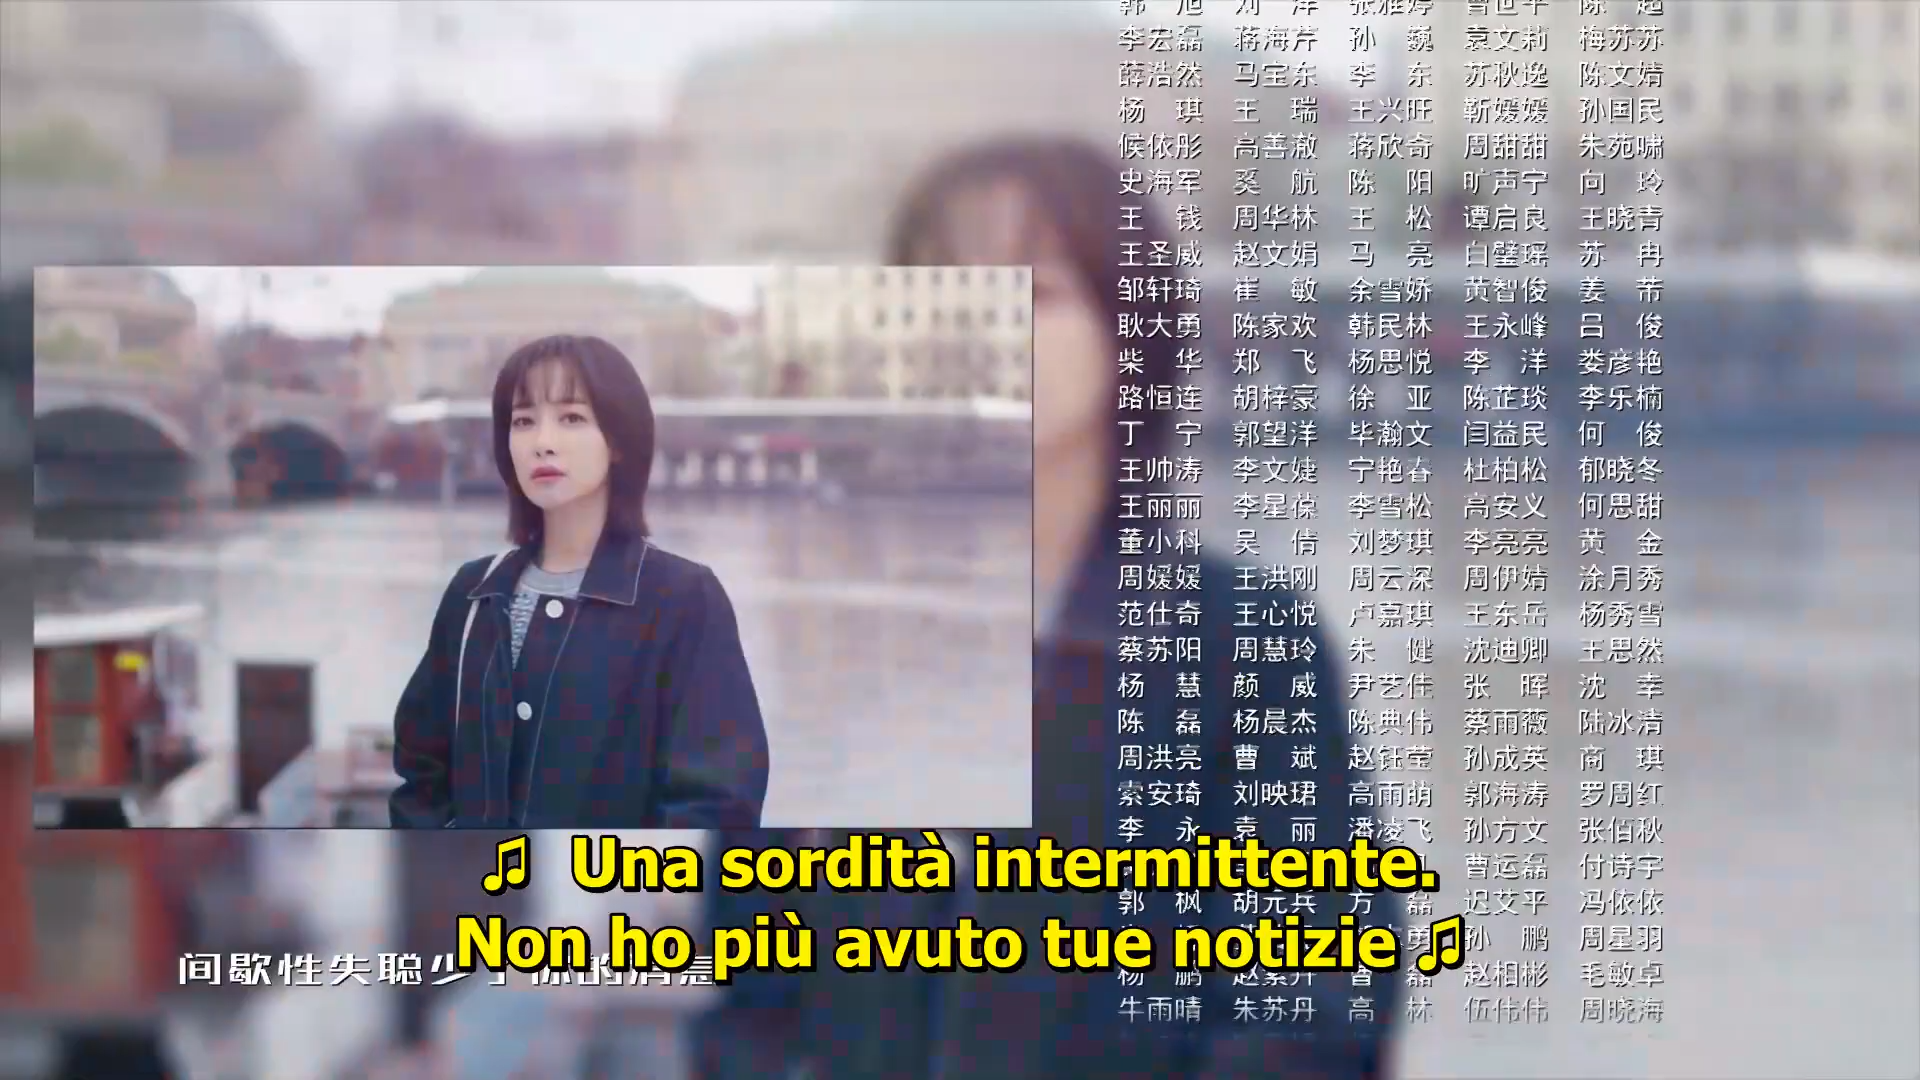 李宏磊 蒋海芹 孙 巍 袁文莉 梅苏苏
薛浩然 马宝东 李 东 苏秋逸 陈文婧
杨 琪 王 瑞 王兴旺 靳媛媛 孙国民
候依彤 高善澈 蒋欣奇 周甜甜 朱苑啸
史海军 奚 航 陈 阳 旷声宁 向 玲
王 钱 周华林 王 松 谭启良 王晓青
王圣威 赵文娟 马 亮 白璧瑶 苏 冉
邹轩琦 崔 敏 余雪娇 黄智俊 姜 芾
耿大勇 陈家欢 韩民林 王永峰 吕 俊
柴 华 郑 飞 杨思悦 李 洋 娄彦艳
路恒连 胡梓豪 徐 亚 陈芷琰 李乐楠
丁 宁 郭望洋 毕瀚文 闫益民 何 俊
王帅涛 李文婕 宁艳春 杜柏松 郁晓冬
王丽丽 李星葆 李雪松 高安义 何思甜
董小科 吴 倩 刘梦琪 李亮亮 黄 金
周媛媛 王洪刚 周云深 周伊婧 涂月秀
范仕奇 王心悦 卢嘉琪 王东岳 杨秀雪
蔡苏阳 周慧玲 朱 健 沈迪卿 王思然
杨 慧 颜 威 尹艺佳 张 晖 沈 幸
陈 磊 杨晨杰 陈典伟 蔡雨薇 陆冰清
周洪亮 曹 斌 赵钰莹 孙成英 商 琪
索安琦 刘映珺 高雨萌 郭海涛 罗周红
李 永 袁 丽 潘凌飞 孙方文 张佰秋
曹运磊 付诗宇
郭 枫 胡元兵 方 磊 迟艾平 冯依依
孙 鹏 周星羽
杨 鹏 赵相彬 毛敏卓
牛雨晴 朱苏丹 高 林 伍伟伟 周晓海
♫ Una sordità intermittente.
Non ho più avuto tue notizie ♫
间歇性失聪少了你的消息